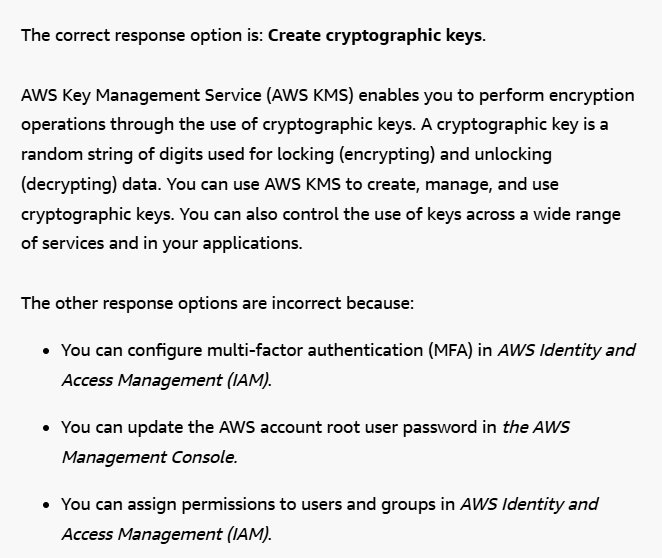 The correct response option is: Create cryptographic keys.
AWS Key Management Service (AWS KMS) enables you to perform encryption
operations through the use of cryptographic keys. A cryptographic key is a
random string of digits used for locking (encrypting) and unlocking
(decrypting) data. You can use AWS KMS to create, manage, and use
cryptographic keys. You can also control the use of keys across a wide range
of services and in your applications.
The other response options are incorrect because:
• You can configure multi-factor authentication (MFA) in AWS Identity and
Access Management (IAM).
• You can update the AWS account root user password in the AWS
Management Console.
• You can assign permissions to users and groups in AWS Identity and
Access Management (IAM).